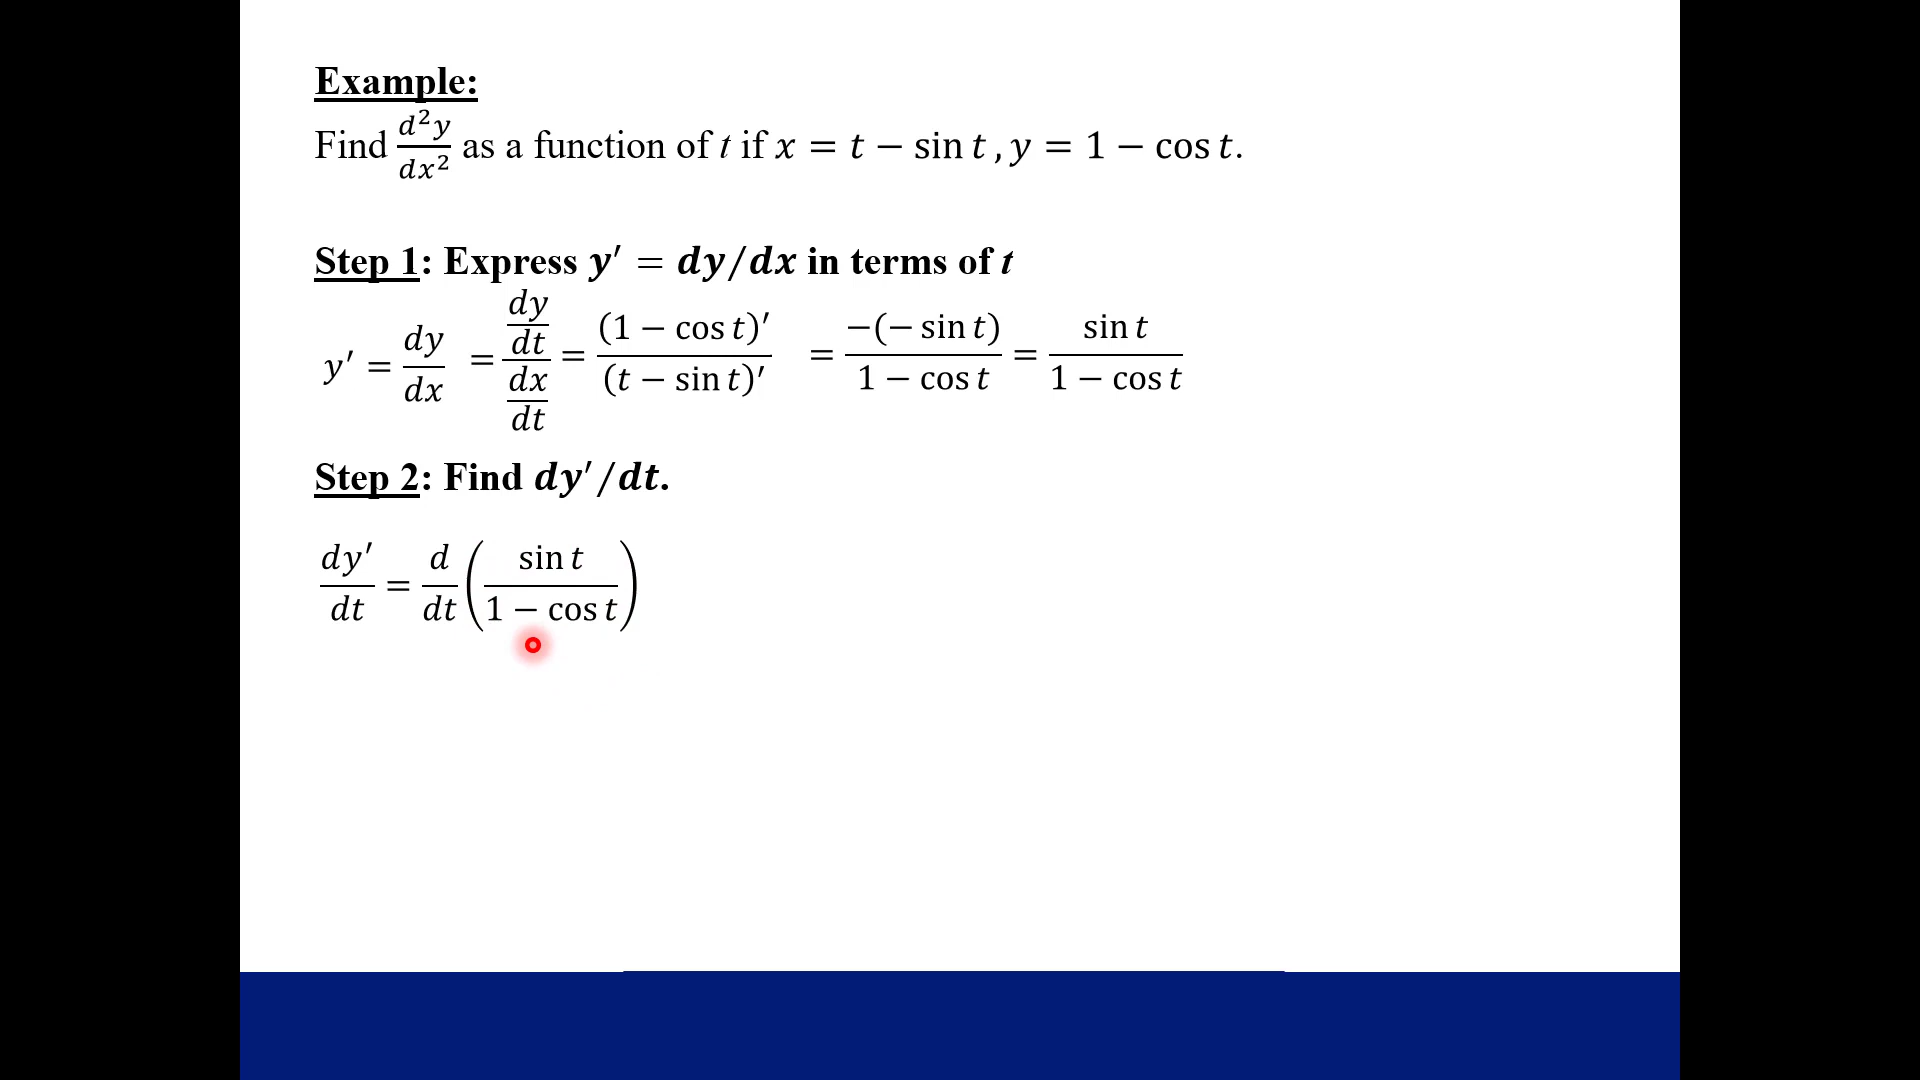 Example:
Find d²y/dx² as a function of t if x = t − sin t , y = 1 − cos t.
Step 1: Express y′ = dy/dx in terms of t
y′ = dy/dx = (dy/dt)/(dx/dt) = (1 − cos t)′/(t − sin t)′ = −(− sin t)/(1 − cos t) = sin t/(1 − cos t)
Step 2: Find dy′/dt.
dy′/dt = d/dt (sin t/(1 − cos t))